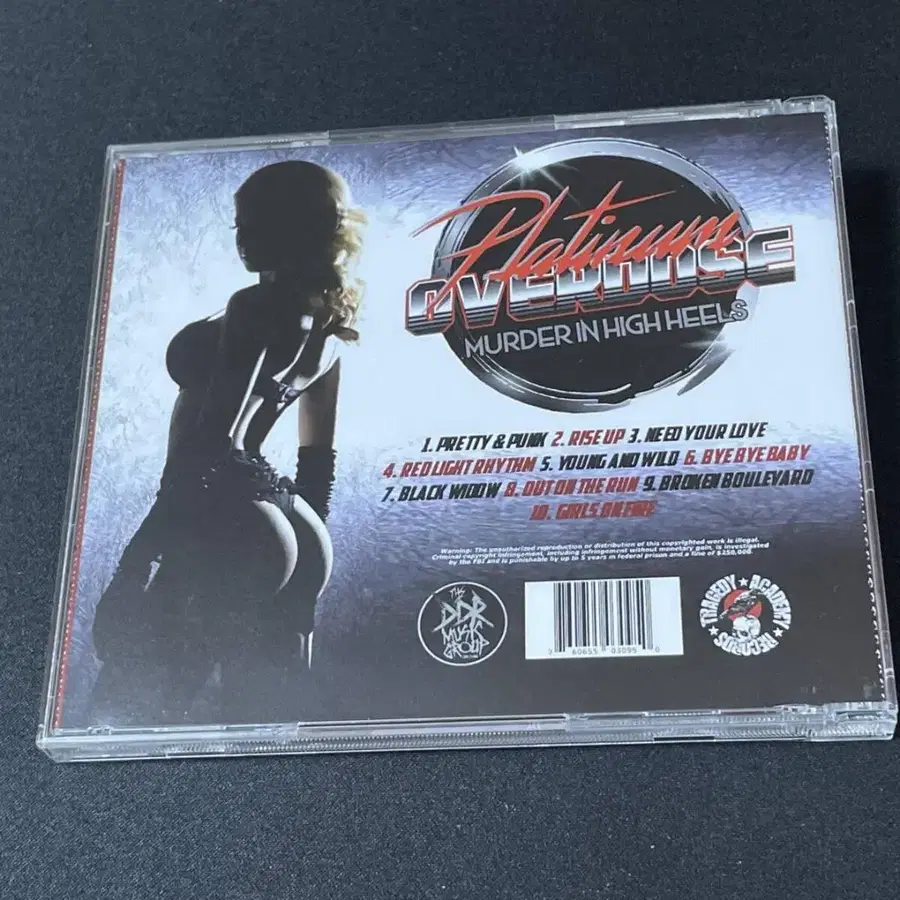 Platinum
OVERDOSE
MURDER IN HIGH HEELS
1. PRETTY & PUNK 2. RISE UP 3. NEED YOUR LOVE
4. RED LIGHT RHYTHM 5. YOUNG AND WILD 6. BYE BYE BABY
7. BLACK WIDOW 8. OUT ON THE RUN 9. BROKEN BOULEVARD
10. GIRLS ON FIRE
Warning: The unauthorized reproduction or distribution of this copyrighted work is illegal.
Criminal copyright infringement, including infringement without monetary gain, is investigated
by the FBI and is punishable by up to 5 years in federal prison and a fine of $250,000.
THE
DDR
MUSIC
GROUP
7 60655 03095 0
TRAGEDY ★ ACADEMY
RECORDS